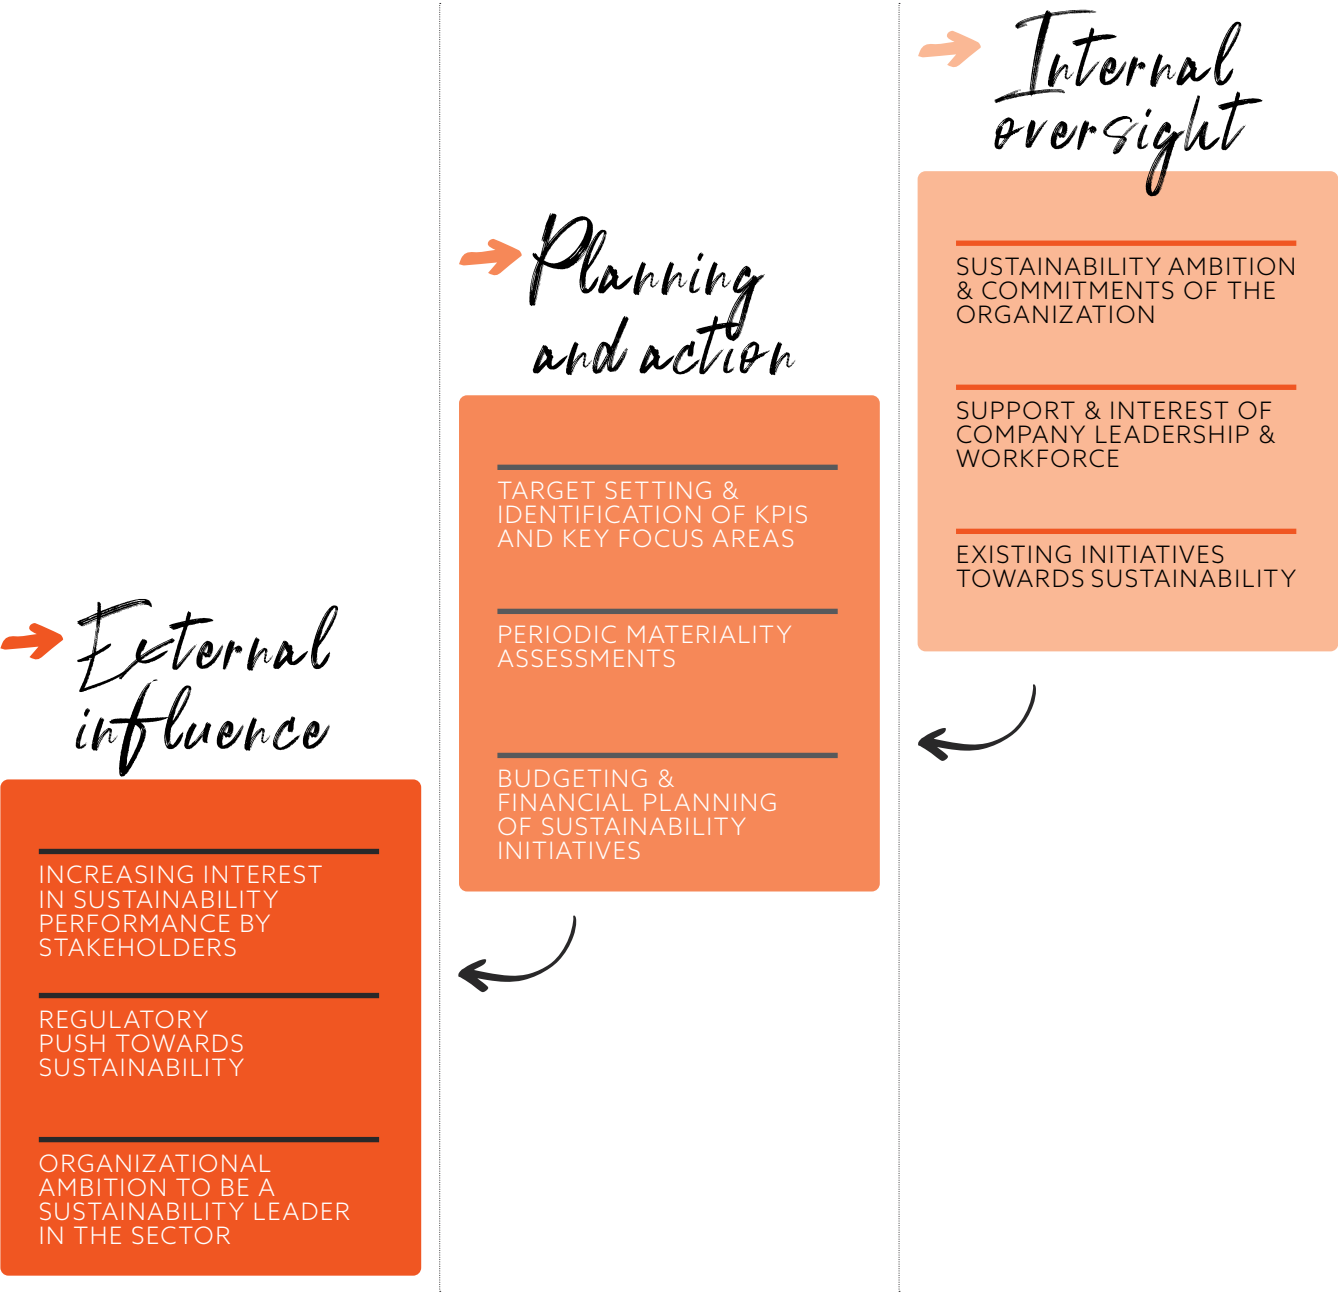 Internal
oversight
SUSTAINABILITY AMBITION
& COMMITMENTS OF THE
ORGANIZATION
SUPPORT & INTEREST OF
COMPANY LEADERSHIP &
WORKFORCE
EXISTING INITIATIVES
TOWARDS SUSTAINABILITY
Planning
and action
TARGET SETTING &
IDENTIFICATION OF KPIS
AND KEY FOCUS AREAS
PERIODIC MATERIALITY
ASSESSMENTS
BUDGETING &
FINANCIAL PLANNING
OF SUSTAINABILITY
INITIATIVES
External
influence
INCREASING INTEREST
IN SUSTAINABILITY
PERFORMANCE BY
STAKEHOLDERS
REGULATORY
PUSH TOWARDS
SUSTAINABILITY
ORGANIZATIONAL
AMBITION TO BE A
SUSTAINABILITY LEADER
IN THE SECTOR